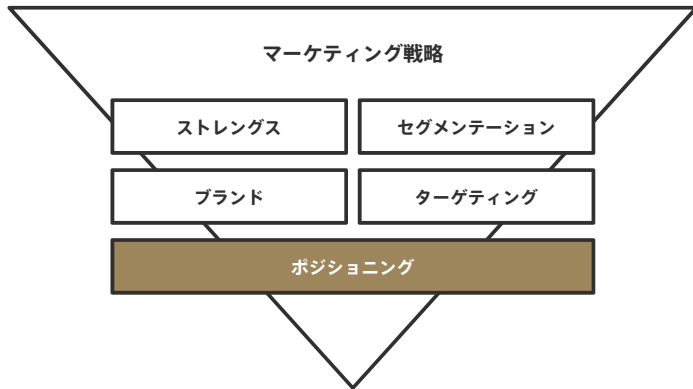 マーケティング戦略
ストレングス
セグメンテーション
ブランド
ターゲティング
ポジショニング